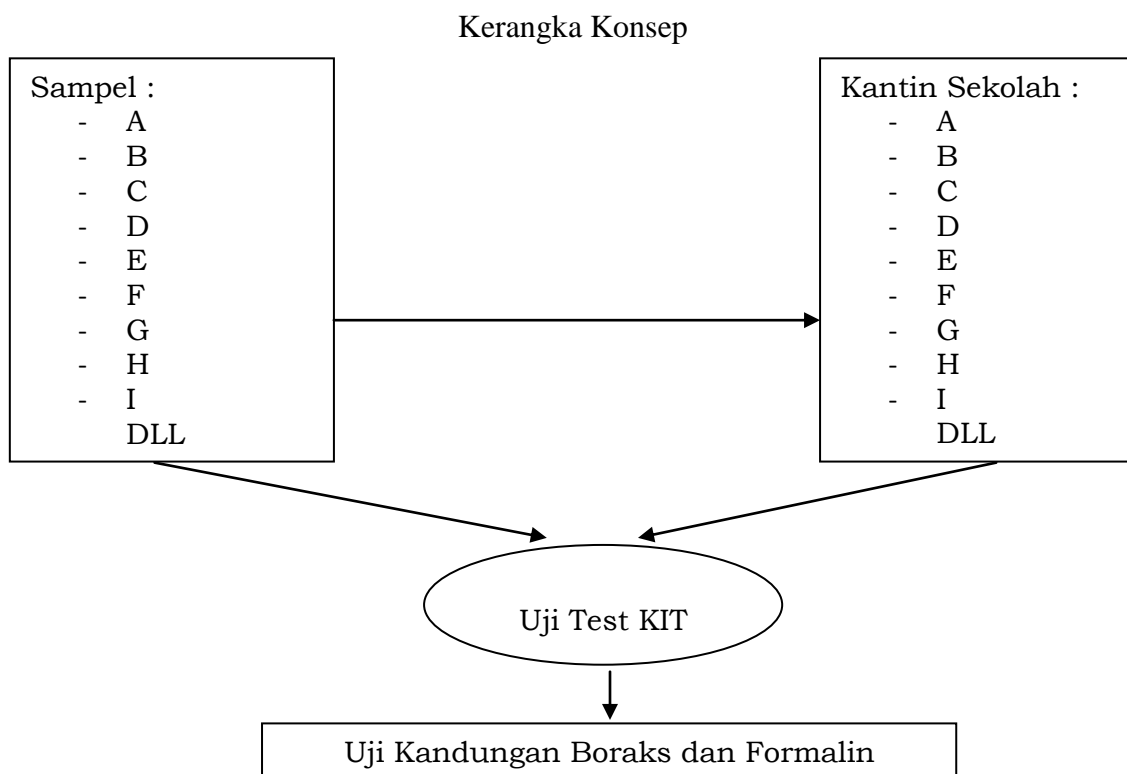 Kerangka Konsep
Sampel :
- A
- B
- C
- D
- E
- F
- G
- H
- I
DLL
Kantin Sekolah :
- A
- B
- C
- D
- E
- F
- G
- H
- I
DLL
Uji Test KIT
Uji Kandungan Boraks dan Formalin